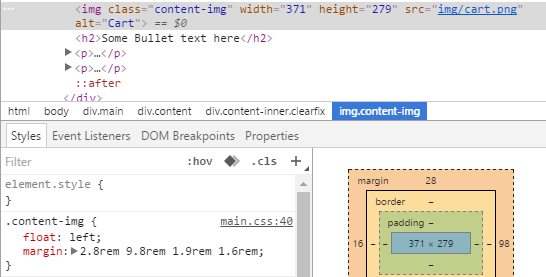 <img class="content-img" width="371" height="279" src="img/cart.png"
alt="Cart"> == $0
<h2>Some Bullet text here</h2>
<p>…</p>
<p>…</p>
::after
</div>
html body div.main div.content-inner.clearfix img.content-img
Styles Event Listeners DOM Breakpoints Properties
Filter :hov .cls +
element.style {
}
.content-img { main.css:40
float: left;
margin: 2.8rem 9.8rem 1.9rem 1.6rem;
}
margin 28
border –
padding –
16 – – 371 × 279 – – 98
–